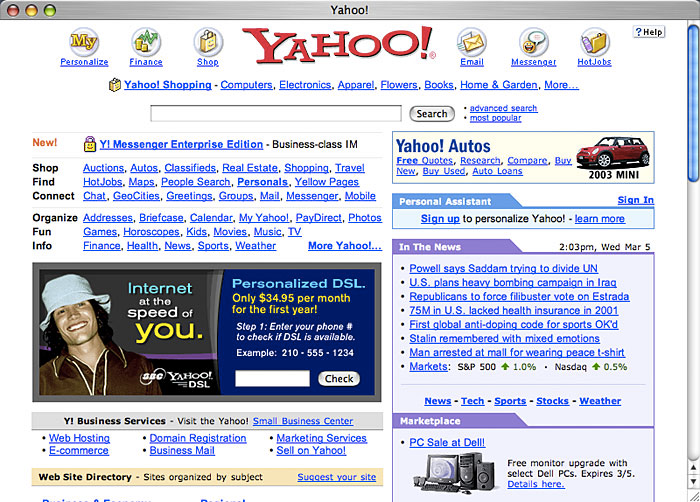 Yahoo!
My
YAHOO!
Help
Personalize
Finance
Shop
Email
Messenger
HotJobs
Yahoo! Shopping - Computers, Electronics, Apparel, Flowers, Books, Home & Garden, More...
Search
• advanced search
• most popular
New!
Y! Messenger Enterprise Edition - Business-class IM
Shop Auctions, Autos, Classifieds, Real Estate, Shopping, Travel
Find HotJobs, Maps, People Search, Personals, Yellow Pages
Connect Chat, GeoCities, Greetings, Groups, Mail, Messenger, Mobile
Organize Addresses, Briefcase, Calendar, My Yahoo!, PayDirect, Photos
Fun Games, Horoscopes, Kids, Movies, Music, TV
Info Finance, Health, News, Sports, Weather More Yahoo!...
Internet
at the
speed of
you.
SBC YAHOO!
DSL
Personalized DSL.
Only $34.95 per month
for the first year!
Step 1: Enter your phone #
to check if DSL is available.
Example: 210 - 555 - 1234
Check
Y! Business Services - Visit the Yahoo! Small Business Center
• Web Hosting • Domain Registration • Marketing Services
• E-commerce • Business Mail • Sell on Yahoo!
Web Site Directory - Sites organized by subject Suggest your site
Business & Economy Regional
Yahoo! Autos
Free Quotes, Research, Compare, Buy
New, Buy Used, Auto Loans
2003 MINI
Personal Assistant Sign In
Sign up to personalize Yahoo! - learn more
In The News 2:03pm, Wed Mar 5
• Powell says Saddam trying to divide UN
• U.S. plans heavy bombing campaign in Iraq
• Republicans to force filibuster vote on Estrada
• 75M in U.S. lacked health insurance in 2001
• First global anti-doping code for sports OK'd
• Stalin remembered with mixed emotions
• Man arrested at mall for wearing peace t-shirt
• Markets: S&P 500 1.0% • Nasdaq 0.5%
News - Tech - Sports - Stocks - Weather
Marketplace
• PC Sale at Dell!
Free monitor upgrade with
select Dell PCs. Expires 3/5.
Details here.